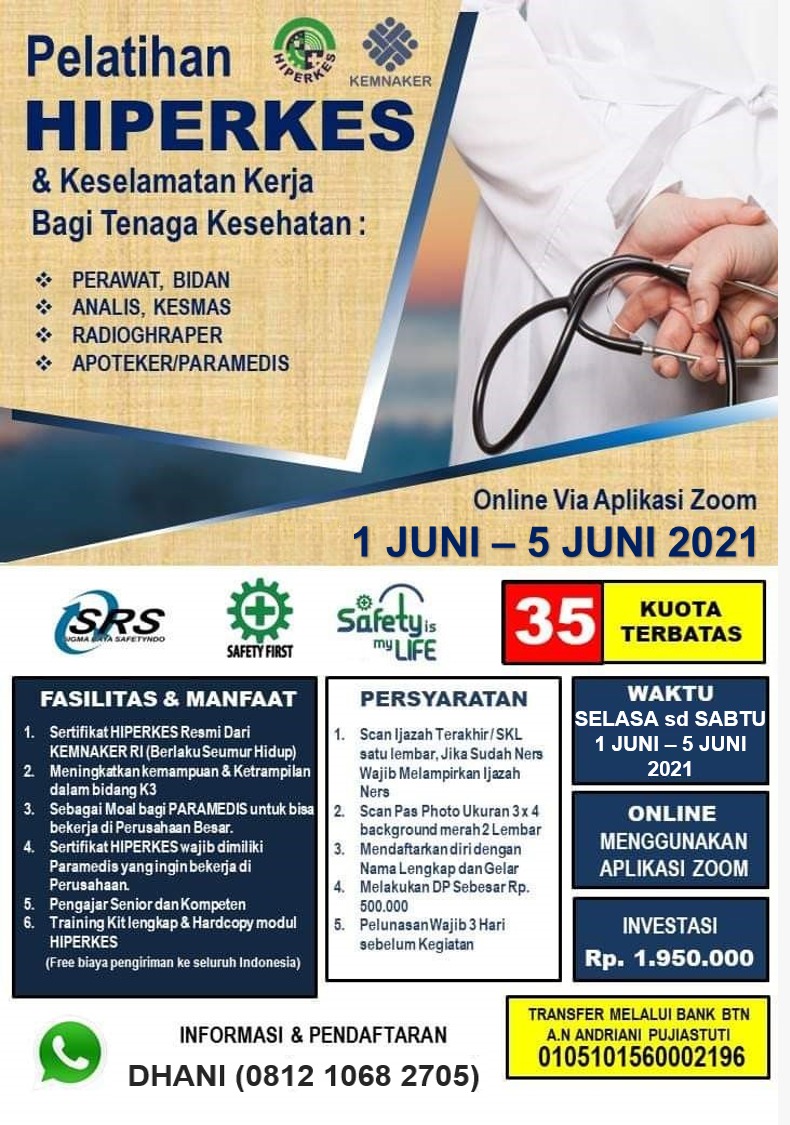 Pelatihan
HIPERKES
KEMNAKER
HIPERKES
& Keselamatan Kerja
Bagi Tenaga Kesehatan :
❖ PERAWAT, BIDAN
❖ ANALIS, KESMAS
❖ RADIOGHRAPER
❖ APOTEKER/PARAMEDIS
Online Via Aplikasi Zoom
1 JUNI – 5 JUNI 2021
SRS
SIGMA RAYA SAFETYNDO
SAFETY FIRST
Safety is
my LIFE
35
KUOTA
TERBATAS
FASILITAS & MANFAAT
1. Sertifikat HIPERKES Resmi Dari
KEMNAKER RI (Berlaku Seumur Hidup)
2. Meningkatkan kemampuan & Ketrampilan
dalam bidang K3
3. Sebagai Moal bagi PARAMEDIS untuk bisa
bekerja di Perusahaan Besar.
4. Sertifikat HIPERKES wajib dimiliki
Paramedis yang ingin bekerja di
Perusahaan.
5. Pengajar Senior dan Kompeten
6. Training Kit lengkap & Hardcopy modul
HIPERKES
(Free biaya pengiriman ke seluruh Indonesia)
PERSYARATAN
1. Scan Ijazah Terakhir/ SKL
satu lembar, Jika Sudah Ners
Wajib Melampirkan Ijazah
Ners
2. Scan Pas Photo Ukuran 3 x 4
background merah 2 Lembar
3. Mendaftarkan diri dengan
Nama Lengkap dan Gelar
4. Melakukan DP Sebesar Rp.
500.000
5. Pelunasan Wajib 3 Hari
sebelum Kegiatan
WAKTU
SELASA sd SABTU
1 JUNI – 5 JUNI
2021
ONLINE
MENGGUNAKAN
APLIKASI ZOOM
INVESTASI
Rp. 1.950.000
INFORMASI & PENDAFTARAN
DHANI (0812 1068 2705)
TRANSFER MELALUI BANK BTN
A.N ANDRIANI PUJIASTUTI
0105101560002196